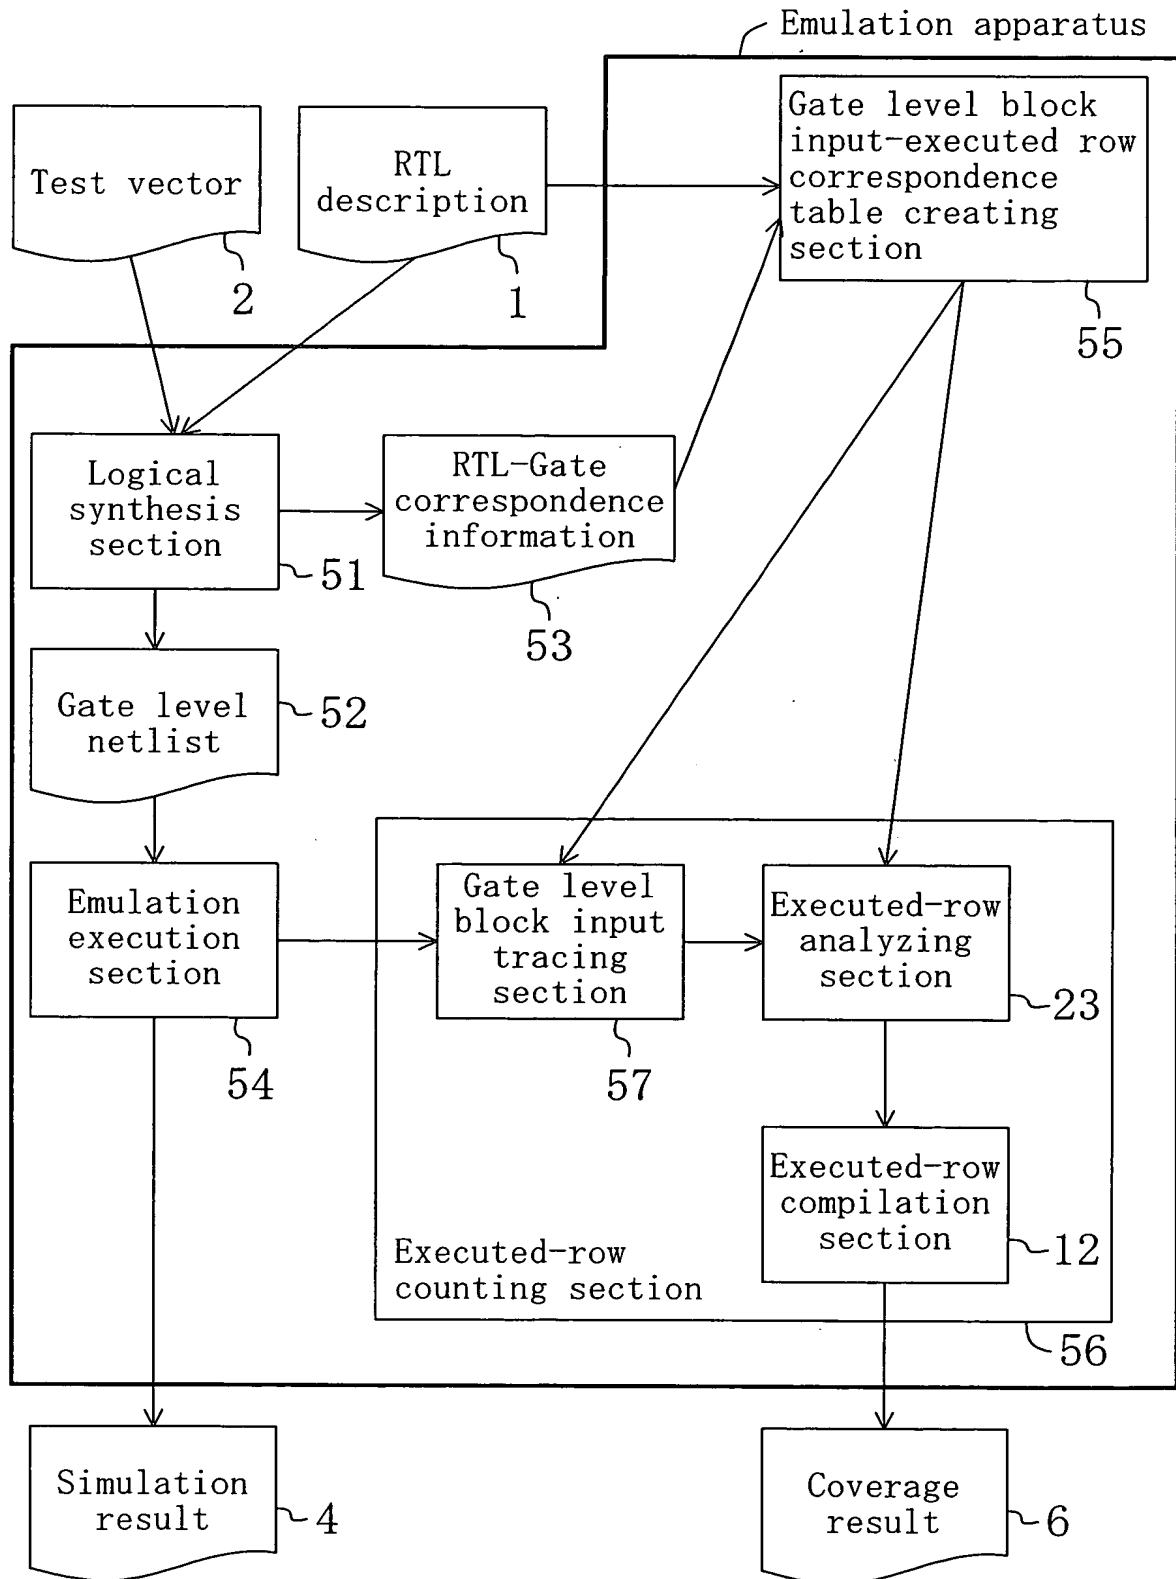 Emulation apparatus
Gate level block
input-executed row
correspondence
table creating
section
55
Test vector
2
RTL
description
1
Logical
synthesis
section
51
RTL-Gate
correspondence
information
53
Gate level
netlist
52
Emulation
execution
section
54
Gate level
block input
tracing
section
57
Executed-row
analyzing
section
23
Executed-row
compilation
section
12
Executed-row
counting section
56
Simulation
result
4
Coverage
result
6